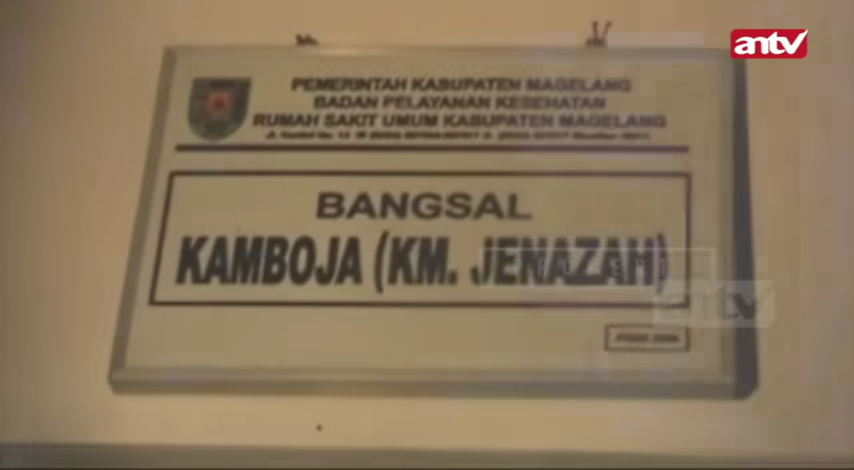 antv
PEMERINTAH KABUPATEN MAGELANG
BADAN PELAYANAN KESEHATAN
RUMAH SAKIT UMUM KABUPATEN MAGELANG
BANGSAL
KAMBOJA (KM. JENAZAH)
antv